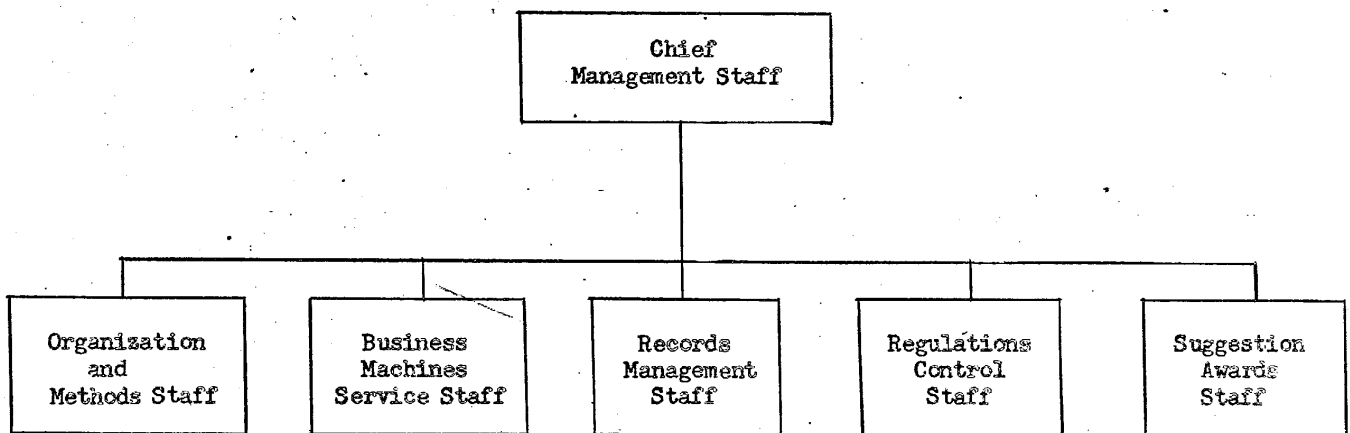 Chief
Management Staff
Organization
and
Methods Staff
Business
Machines
Service Staff
Records
Management
Staff
Regulations
Control
Staff
Suggestion
Awards
Staff